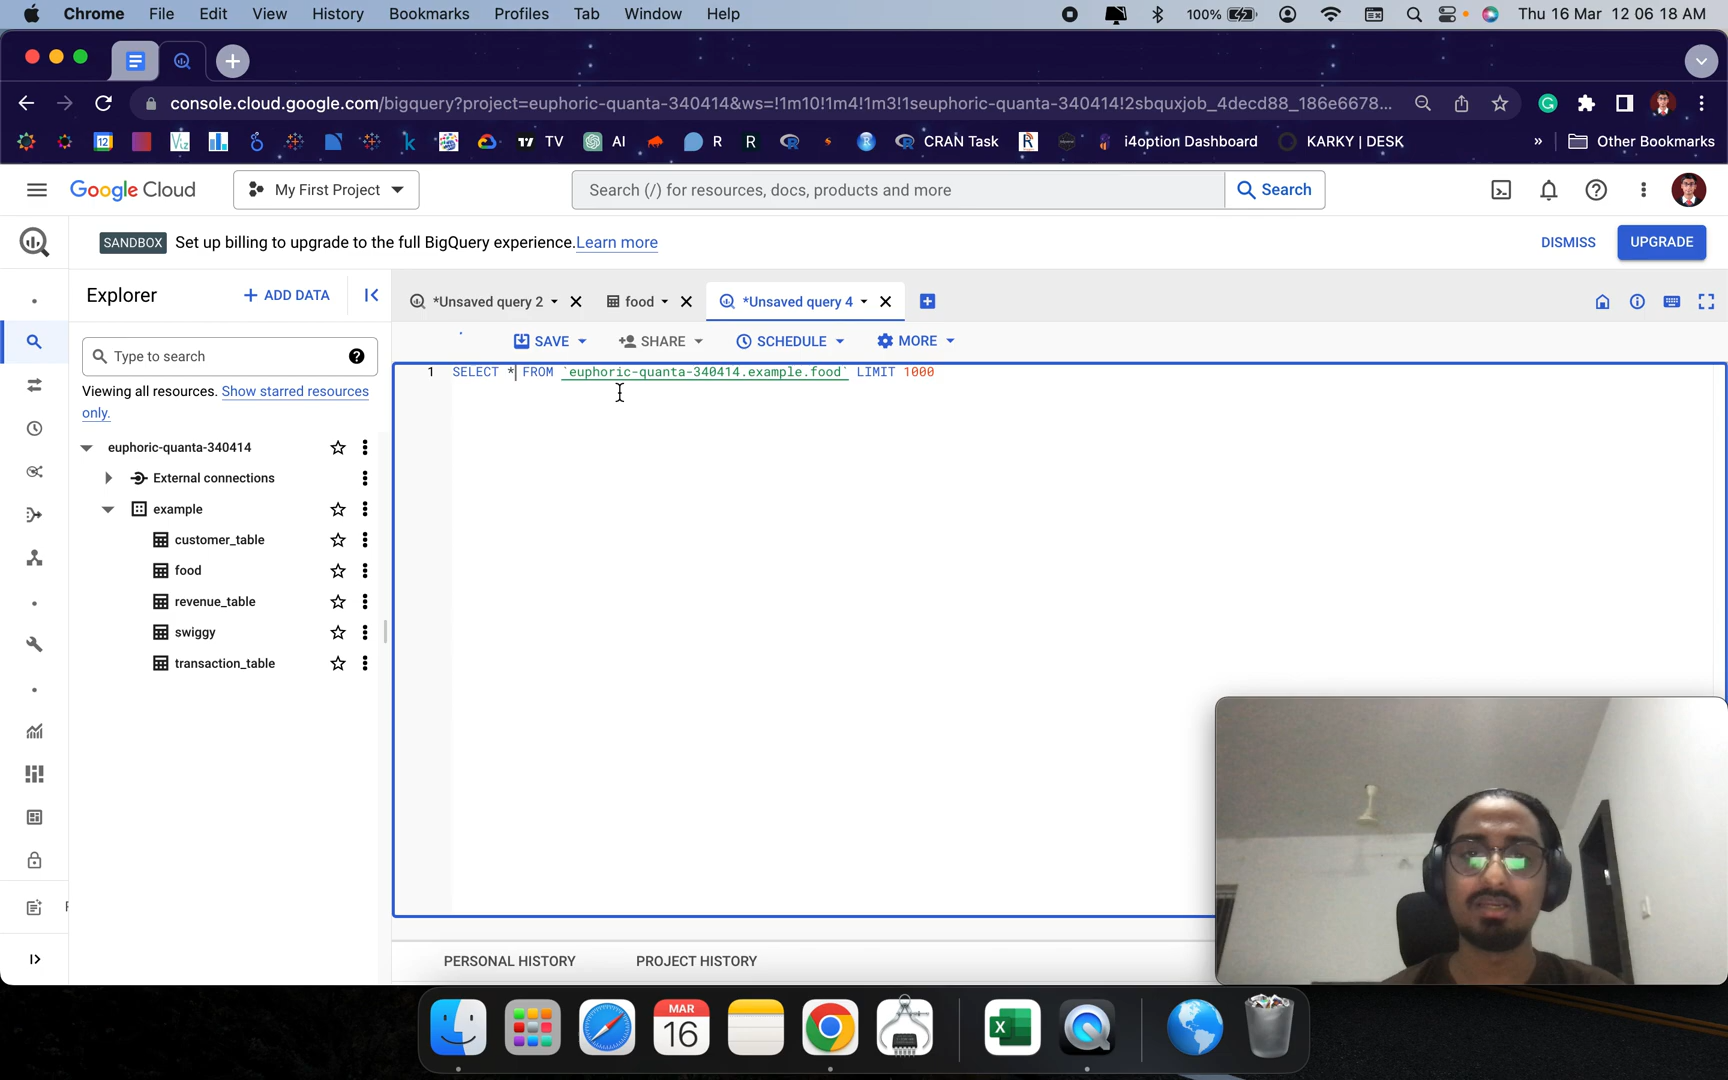 Chrome File Edit View History Bookmarks Profiles Tab Window Help 100% Thu 16 Mar 12 06 18 AM
console.cloud.google.com/bigquery?project=euphoric-quanta-340414&ws=!1m10!1m4!1m3!1seuphoric-quanta-340414!2sbquxjob_4decd88_186e6678...
12 TV AI R R CRAN Task R i4option Dashboard KARKY | DESK » Other Bookmarks
Google Cloud My First Project Search (/) for resources, docs, products and more Search
SANDBOX Set up billing to upgrade to the full BigQuery experience. Learn more DISMISS UPGRADE
Explorer + ADD DATA *Unsaved query 2 food *Unsaved query 4
SAVE SHARE SCHEDULE MORE
Type to search
1 SELECT * FROM `euphoric-quanta-340414.example.food` LIMIT 1000
Viewing all resources. Show starred resources
only.
euphoric-quanta-340414
External connections
example
customer_table
food
revenue_table
swiggy
transaction_table
PERSONAL HISTORY PROJECT HISTORY
MAR
16
X